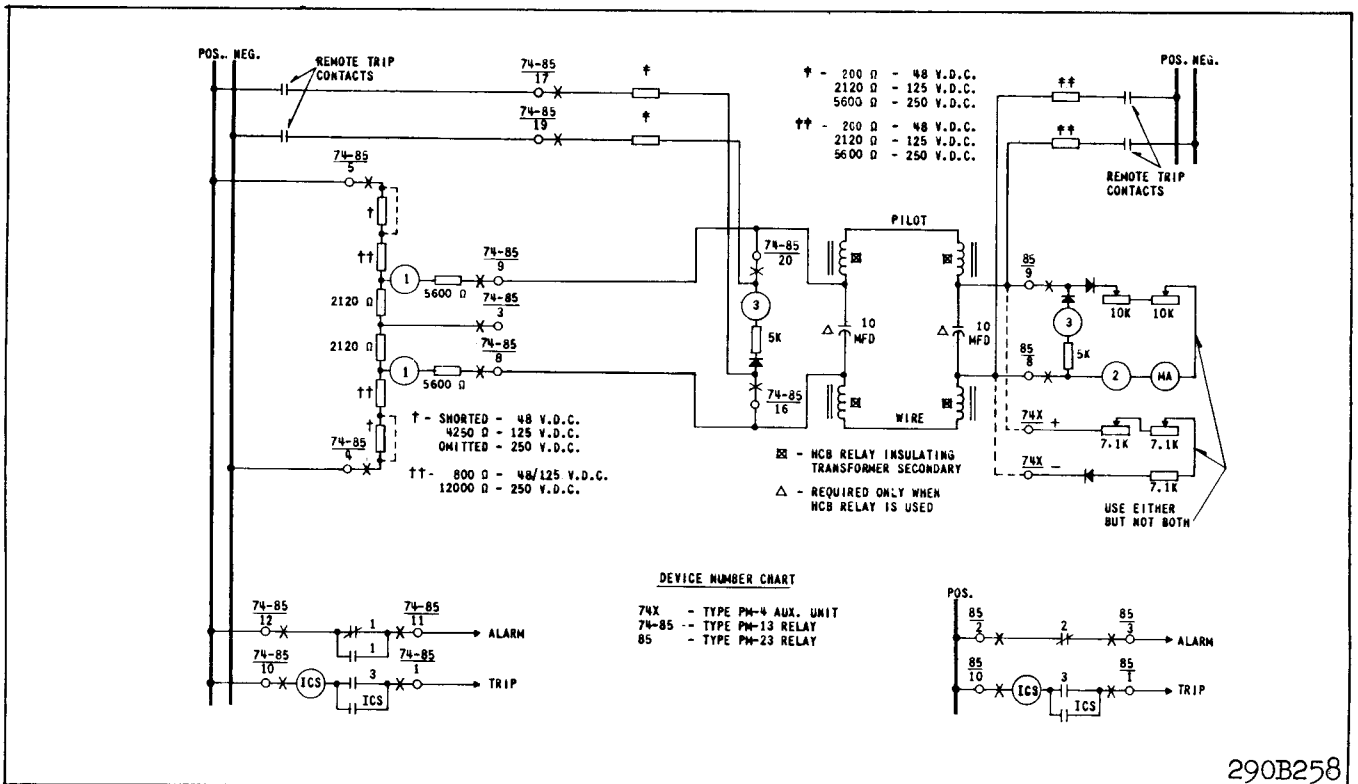 POS. NEG.
REMOTE TRIP
CONTACTS
74-85
17
*
74-85
19
*
* - 200 Ω - 48 V.D.C.
2120 Ω - 125 V.D.C.
5600 Ω - 250 V.D.C.
** - 200 Ω - 48 V.D.C.
2120 Ω - 125 V.D.C.
5600 Ω - 250 V.D.C.
**
**
POS. NEG.
REMOTE TRIP
CONTACTS
74-85
5
†
††
1
5600 Ω
74-85
9
2120 Ω
74-85
3
2120 Ω
1
5600 Ω
74-85
8
††
†
74-85
4
† - SHORTED - 48 V.D.C.
4250 Ω - 125 V.D.C.
OMITTED - 250 V.D.C.
†† - 800 Ω - 48/125 V.D.C.
12000 Ω - 250 V.D.C.
74-85
20
3
5K
74-85
16
PILOT
△ 10
MFD
△ 10
MFD
WIRE
⊠ - HCB RELAY INSULATING
TRANSFORMER SECONDARY
△ - REQUIRED ONLY WHEN
HCB RELAY IS USED
85
9
10K
10K
3
5K
85
8
2
MA
74X +
7.1K
7.1K
74X -
7.1K
USE EITHER
BUT NOT BOTH
DEVICE NUMBER CHART
74X - TYPE PM-4 AUX. UNIT
74-85 -- TYPE PM-13 RELAY
85 - TYPE PM-23 RELAY
74-85
12
1
1
74-85
11
ALARM
74-85
10
ICS
3
ICS
74-85
1
TRIP
POS.
85
2
2
85
3
ALARM
85
10
ICS
3
ICS
85
1
TRIP
290B258